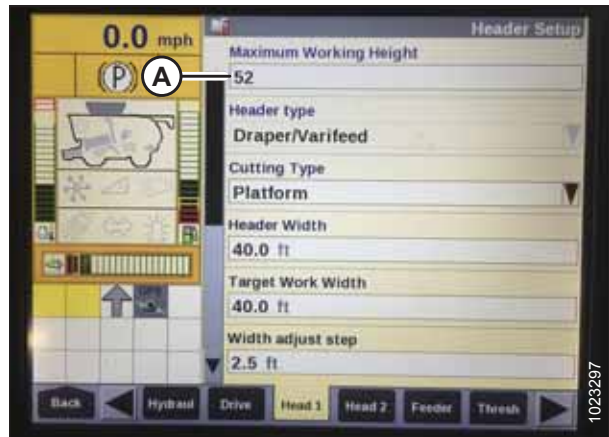 0.0 mph
(P)
A
Header Setup
Maximum Working Height
52
Header type
Draper/Varifeed
Cutting Type
Platform
Header Width
40.0 ft
Target Work Width
40.0 ft
Width adjust step
2.5 ft
Back
Hydraul
Drive
Head 1
Head 2
Feeder
Thresh
1023297